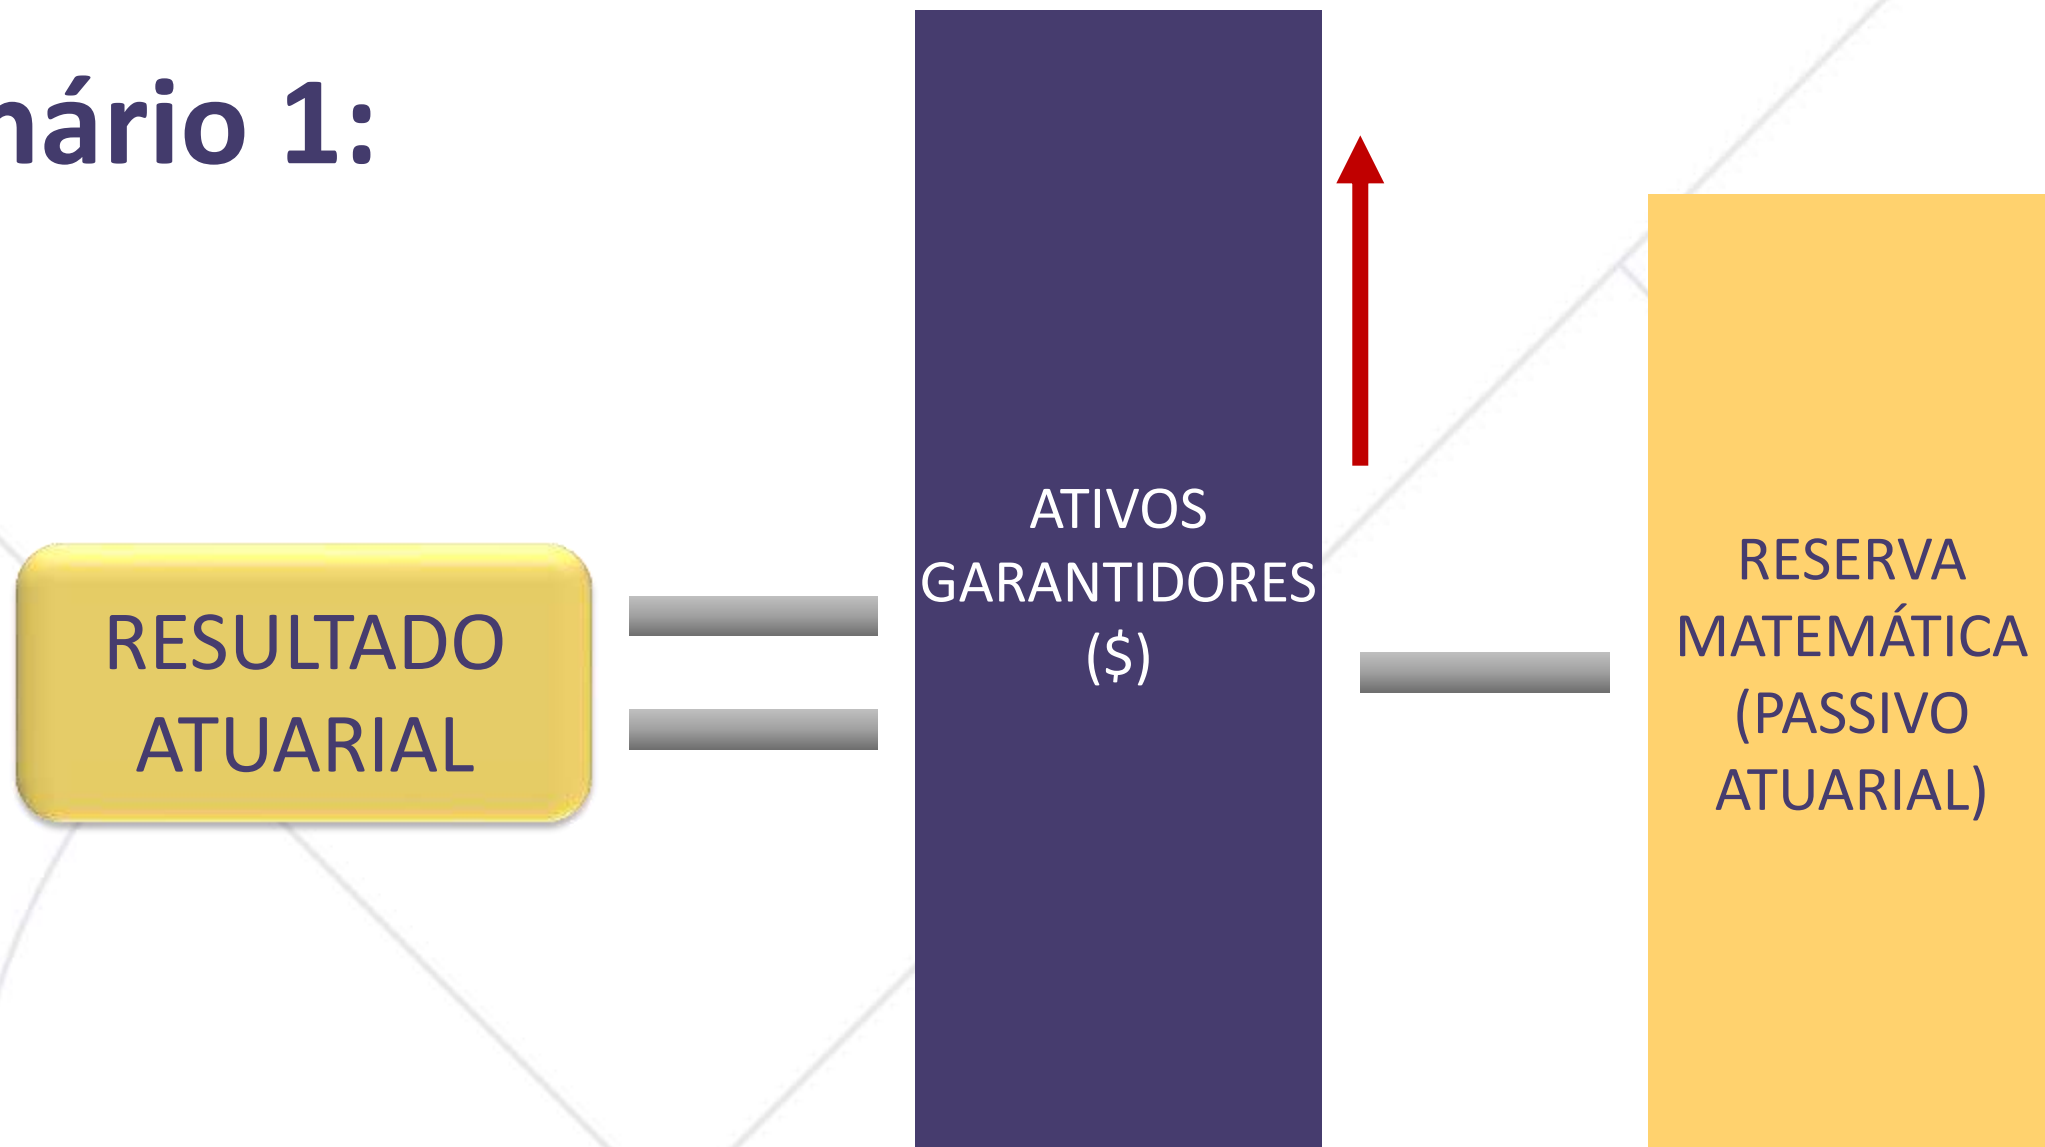 nário 1:
RESULTADO
ATUARIAL
ATIVOS
GARANTIDORES
($)
RESERVA
MATEMÁTICA
(PASSIVO
ATUARIAL)